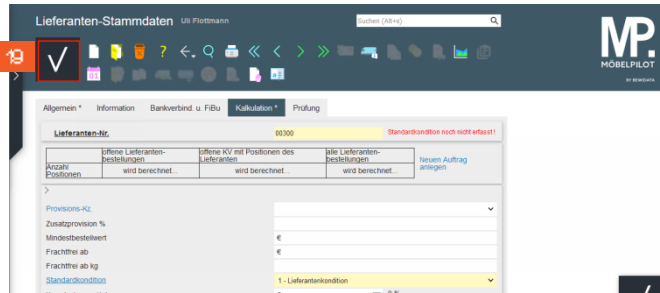 Lieferanten-Stammdaten Uli Flottmann
Suchen (Alt+s)
19
MP.
MÖBELPILOT
BY BEWIDATA
Allgemein * Information Bankverbind. u. FiBu Kalkulation * Prüfung
Lieferanten-Nr. 00300 Standardkondition noch nicht erfasst!
offene Lieferanten-bestellungen offene KV mit Positionen des Lieferanten alle Lieferanten-bestellungen Neuen Auftrag anlegen
Anzahl Positionen wird berechnet... wird berechnet... wird berechnet...
Provisions-Kz.
Zusatzprovision %
Mindestbestellwert €
Frachtfrei ab €
Frachtfrei ab kg
Standardkondition 1 - Lieferantenkondition